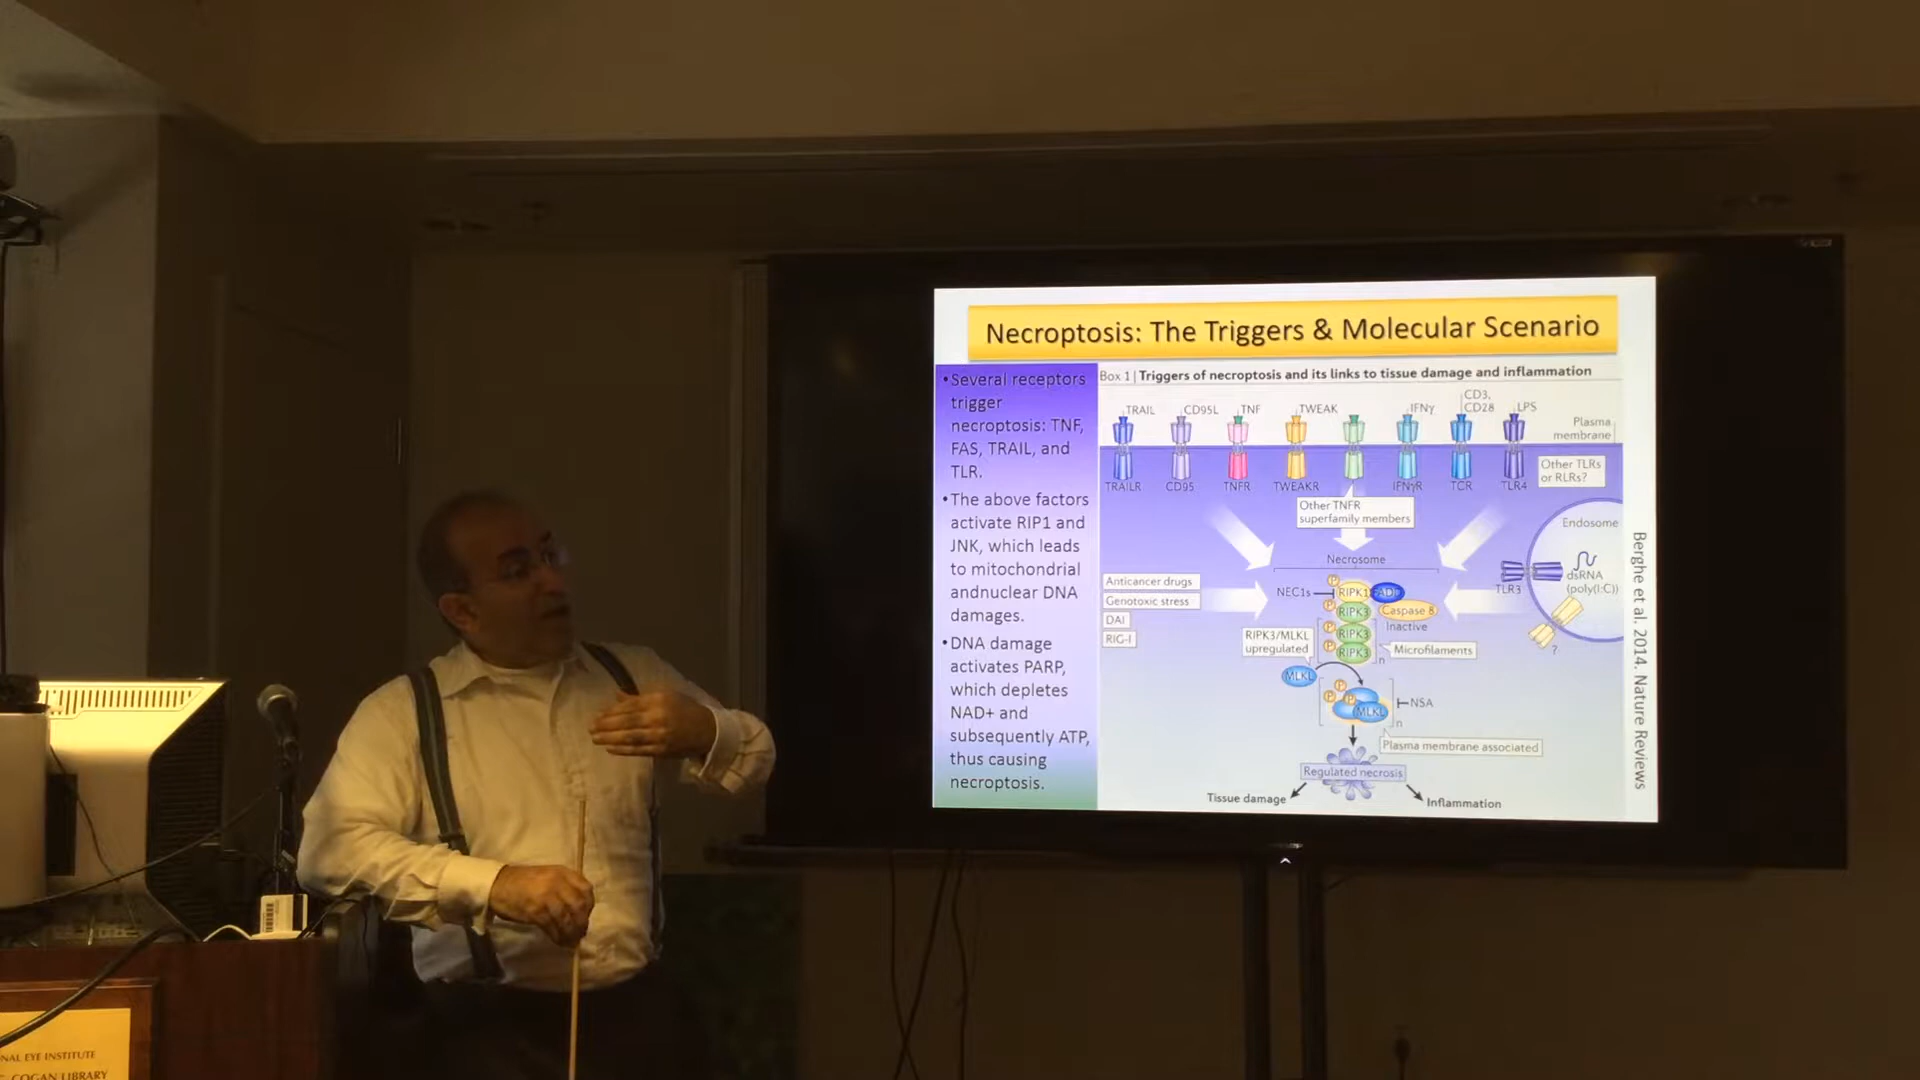 Necroptosis: The Triggers & Molecular Scenario
•Several receptors
trigger
necroptosis: TNF,
FAS, TRAIL, and
TLR.
•The above factors
activate RIP1 and
JNK, which leads
to mitochondrial
andnuclear DNA
damages.
•DNA damage
activates PARP,
which depletes
NAD+ and
subsequently ATP,
thus causing
necroptosis.
Box 1 | Triggers of necroptosis and its links to tissue damage and inflammation
TRAIL
CD95L
TNF
TWEAK
IFNγ
CD3,
CD28
LPS
Plasma
membrane
TRAILR
CD95
TNFR
TWEAKR
IFNγR
TCR
TLR4
Other TLRs
or RLRs?
Other TNFR
superfamily members
Endosome
Necrosome
TLR3
dsRNA
(poly(I:C))
?
Anticancer drugs
Genotoxic stress
DAI
RIG-I
NEC1s
P
RIPK1
FADD
P
RIPK3
Caspase 8
Inactive
P
RIPK3
P
RIPK3
n
RIPK3/MLKL
upregulated
Microfilaments
MLKL
P
P
P
MLKL
n
NSA
Plasma membrane associated
Regulated necrosis
Tissue damage
Inflammation
Berghe et al. 2014. Nature Reviews
NAL EYE INSTITUTE
COGAN LIBRARY